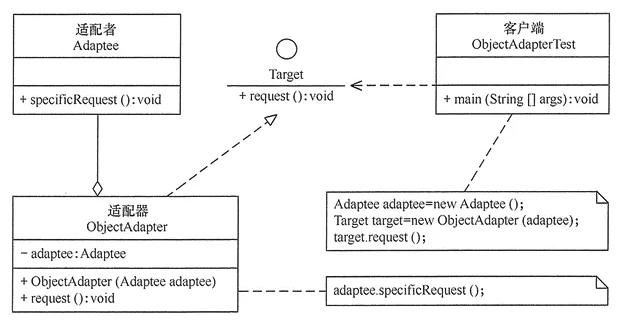 适配者
Adaptee
+ specificRequest ():void
Target
+ request ():void
客户端
ObjectAdapterTest
+ main (String [] args):void
适配器
ObjectAdapter
- adaptee:Adaptee
+ ObjectAdapter (Adaptee adaptee)
+ request ():void
Adaptee adaptee=new Adaptee ();
Target target=new ObjectAdapter (adaptee);
target.request ();
adaptee.specificRequest ();